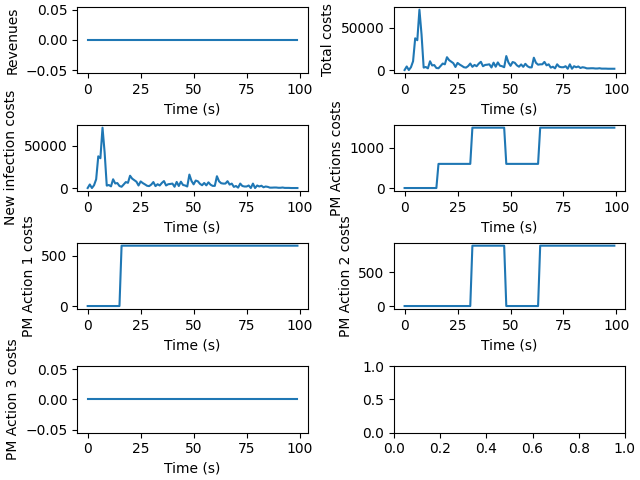 Revenues
0.05
0.00
−0.05
0 25 50 75 100
Time (s)
Total costs
50000
0
0 25 50 75 100
Time (s)
New infection costs
50000
0
0 25 50 75 100
Time (s)
PM Actions costs
1000
0
0 25 50 75 100
Time (s)
PM Action 1 costs
500
0
0 25 50 75 100
Time (s)
PM Action 2 costs
500
0
0 25 50 75 100
Time (s)
PM Action 3 costs
0.05
0.00
−0.05
0 25 50 75 100
Time (s)
1.0
0.5
0.0
0.0 0.2 0.4 0.6 0.8 1.0